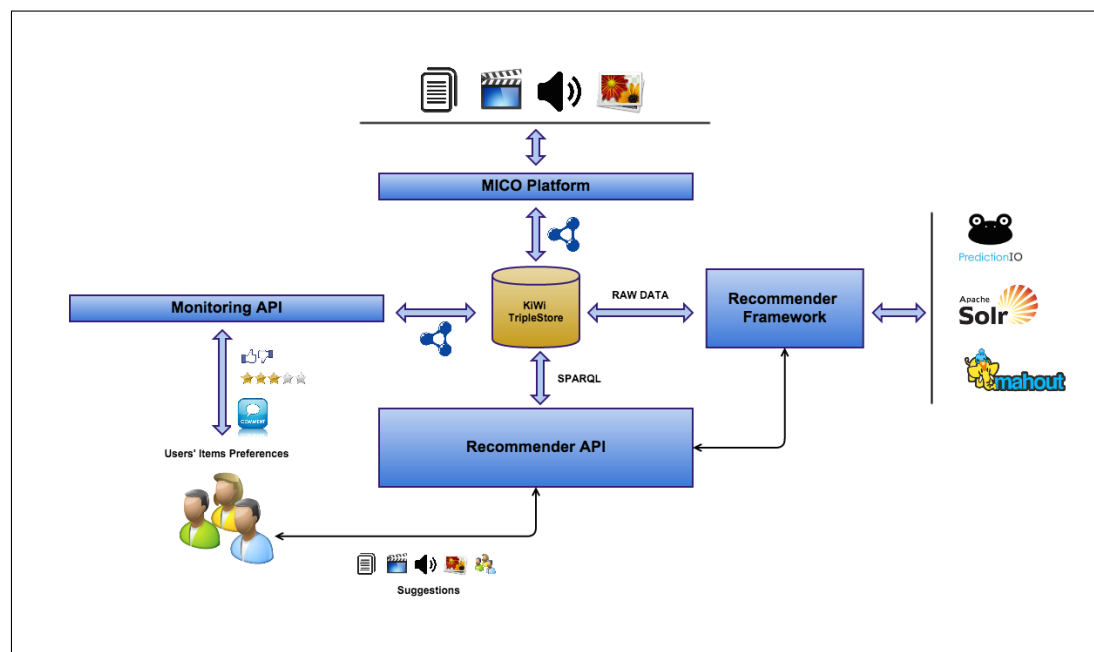 MICO Platform
PredictionIO
Monitoring API
KiWi
TripleStore
RAW DATA
Recommender
Framework
Apache
Solr
SPARQL
mahout
COMMENT
Recommender API
Users' Items Preferences
Suggestions